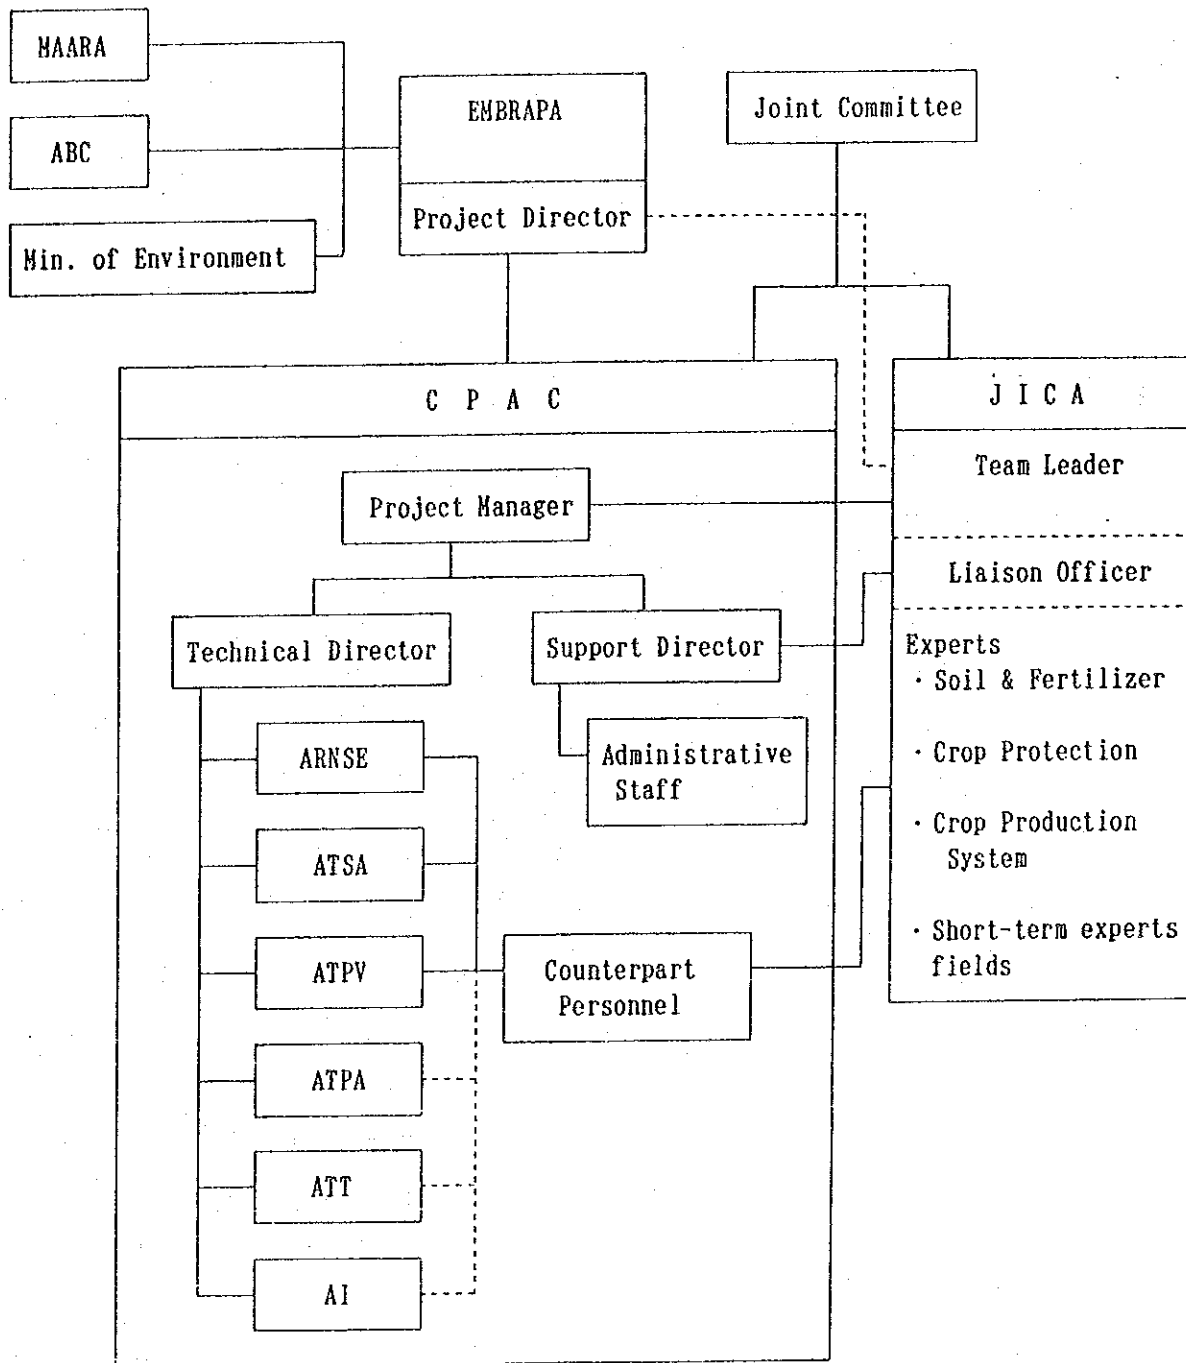 MAARA
ABC
Min. of Environment
EMBRAPA
Project Director
Joint Committee
C P A C
Project Manager
Technical Director
Support Director
Administrative
Staff
ARNSE
ATSA
ATPV
ATPA
ATT
AI
Counterpart
Personnel
J I C A
Team Leader
Liaison Officer
Experts
・Soil & Fertilizer
・Crop Protection
・Crop Production
System
・Short-term experts
fields